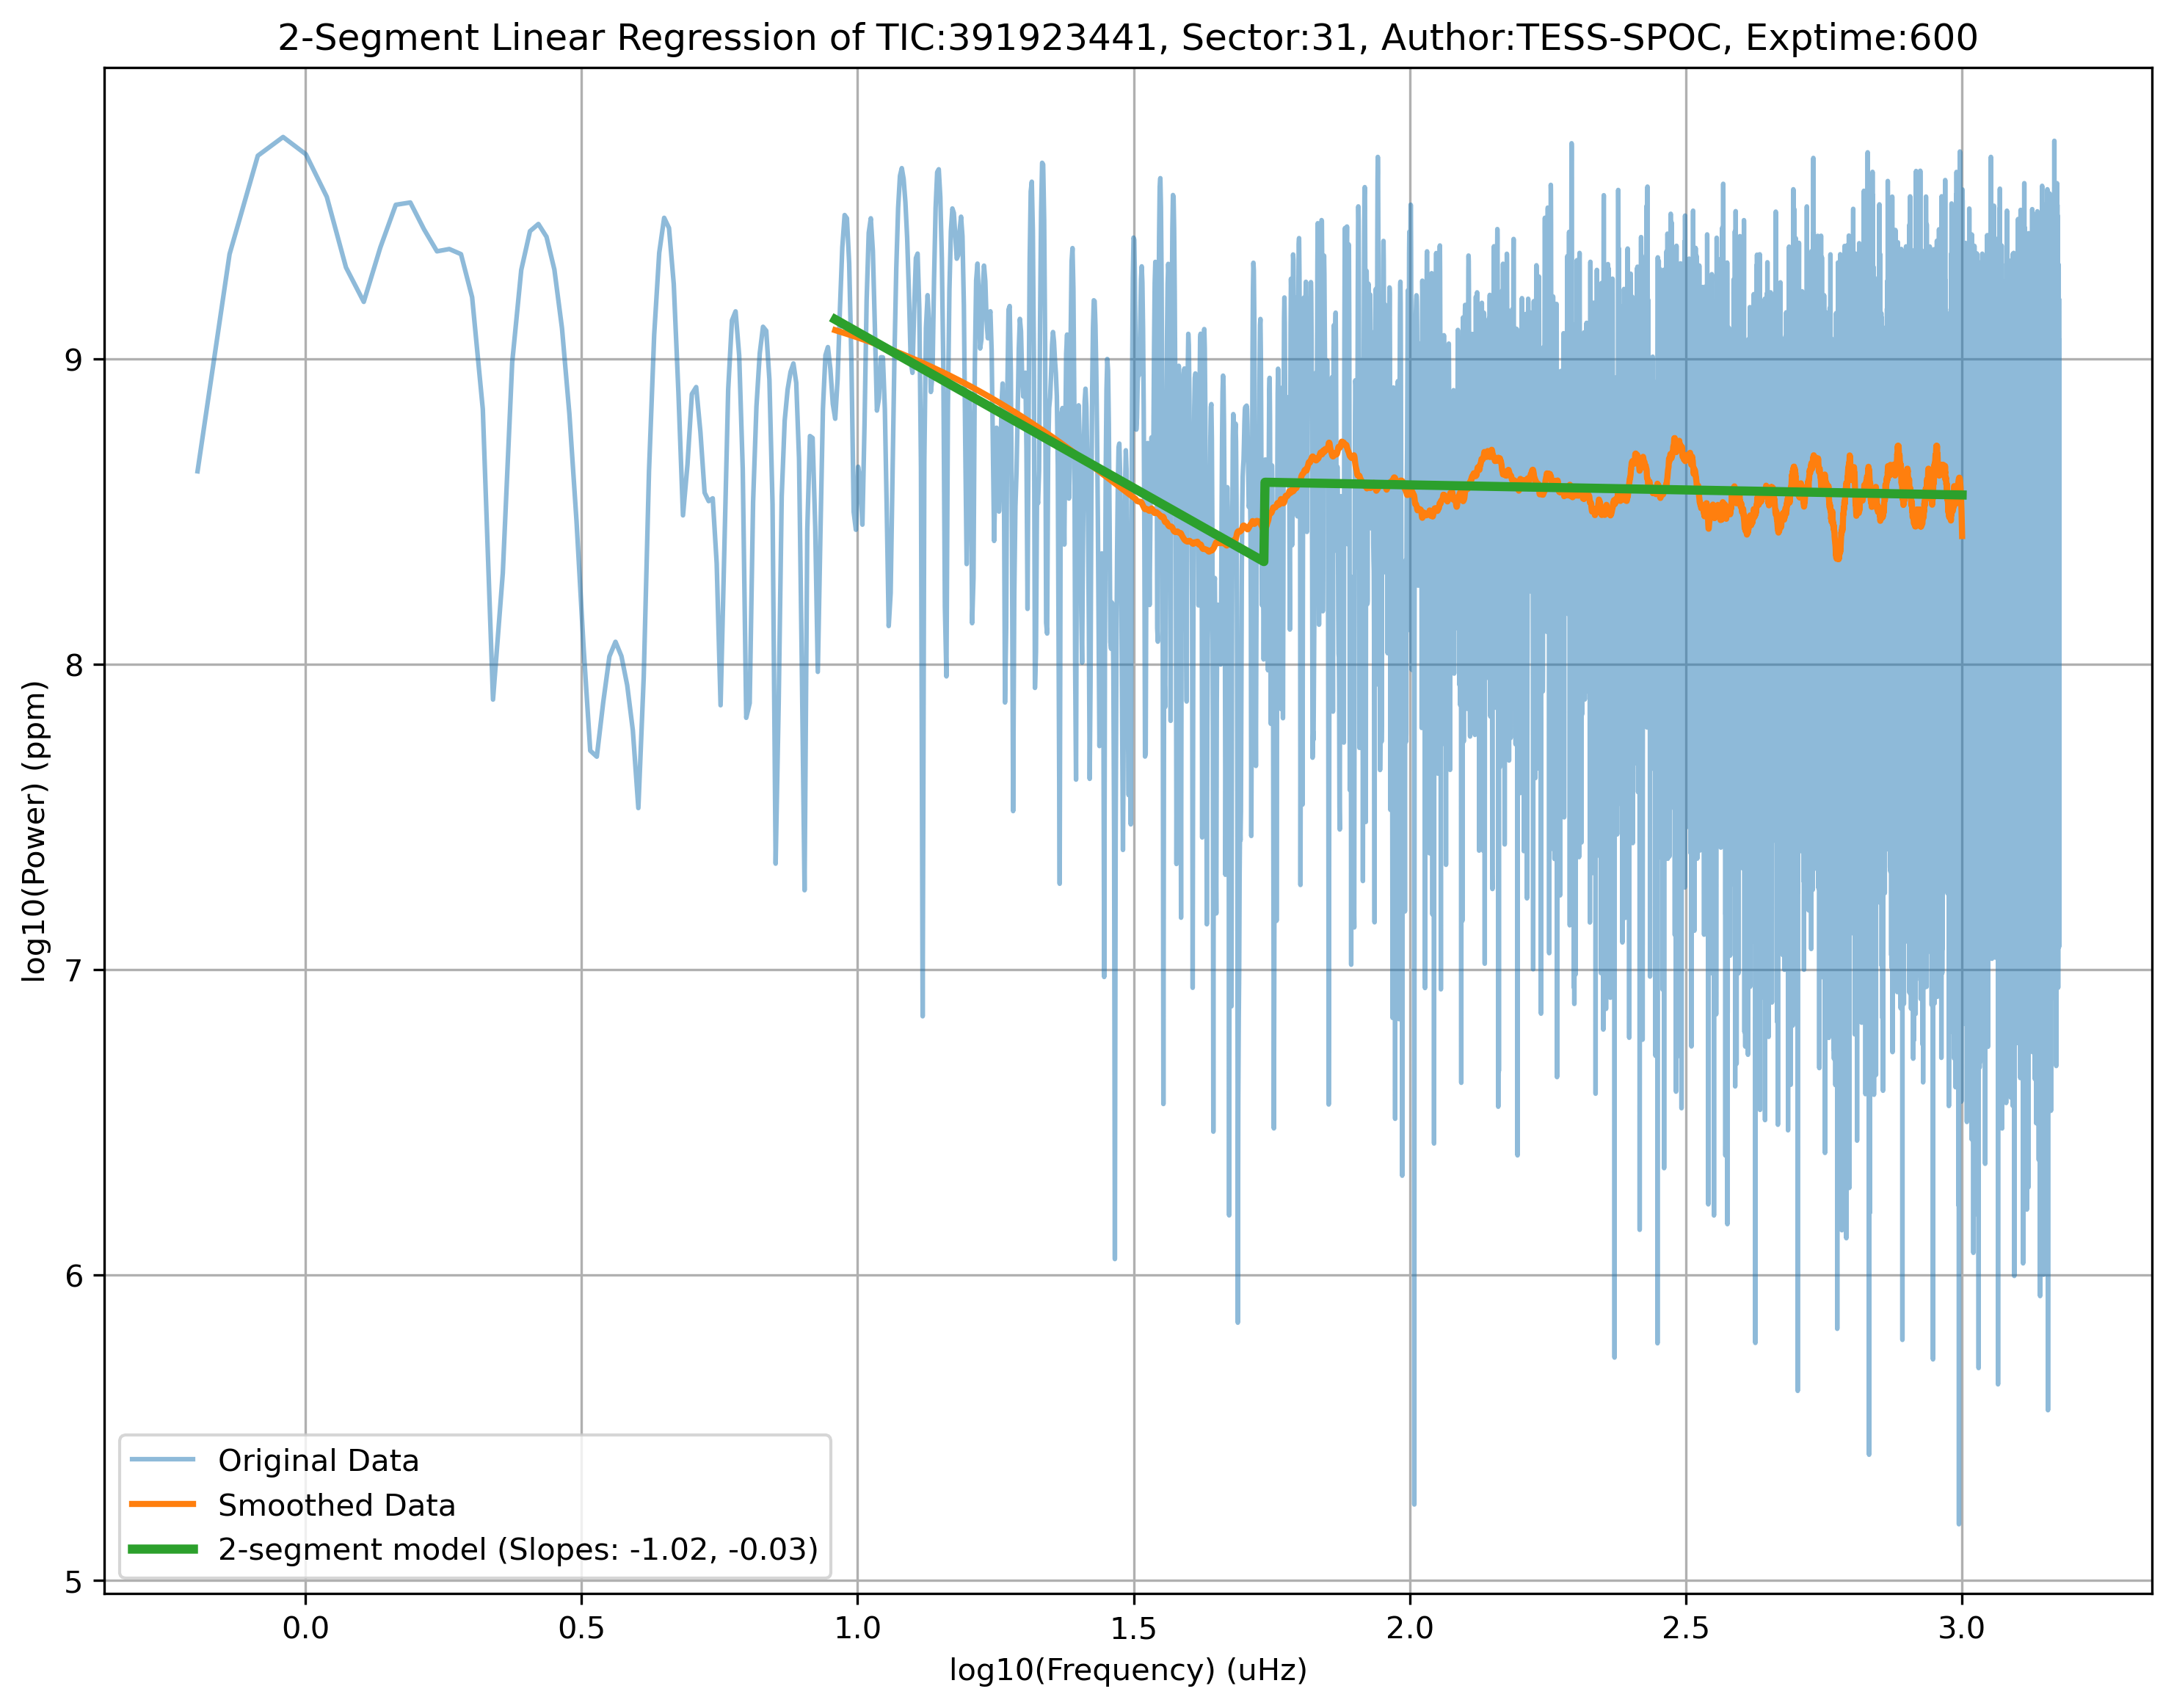 2-Segment Linear Regression of TIC:391923441, Sector:31, Author:TESS-SPOC, Exptime:600
log10(Power) (ppm)
9
8
7
6
5
Original Data
Smoothed Data
2-segment model (Slopes: -1.02, -0.03)
0.0 0.5 1.0 1.5 2.0 2.5 3.0
log10(Frequency) (uHz)